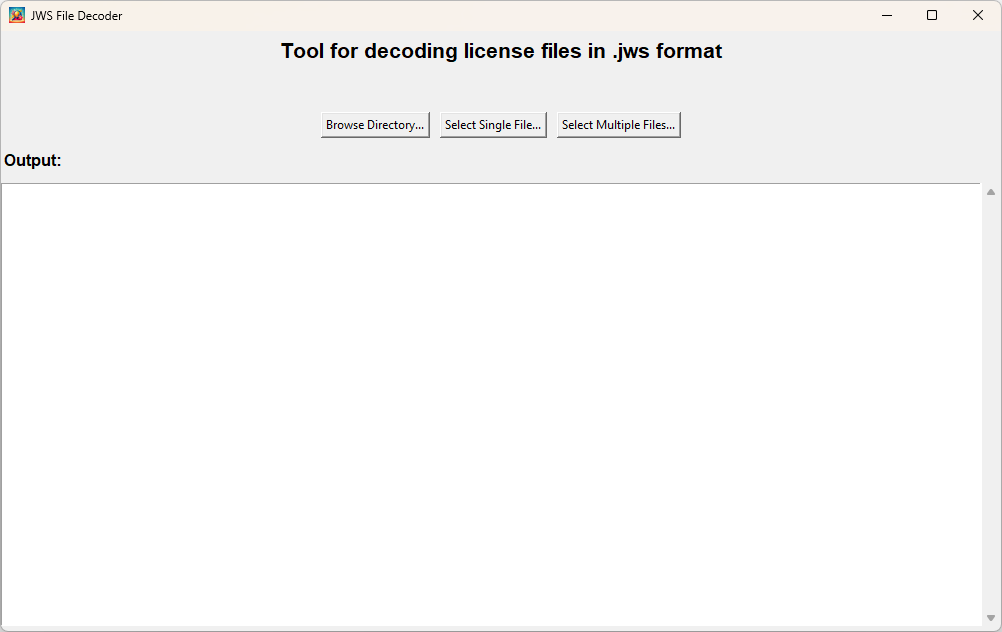 JWS File Decoder
Tool for decoding license files in .jws format
Browse Directory... Select Single File... Select Multiple Files...
Output: